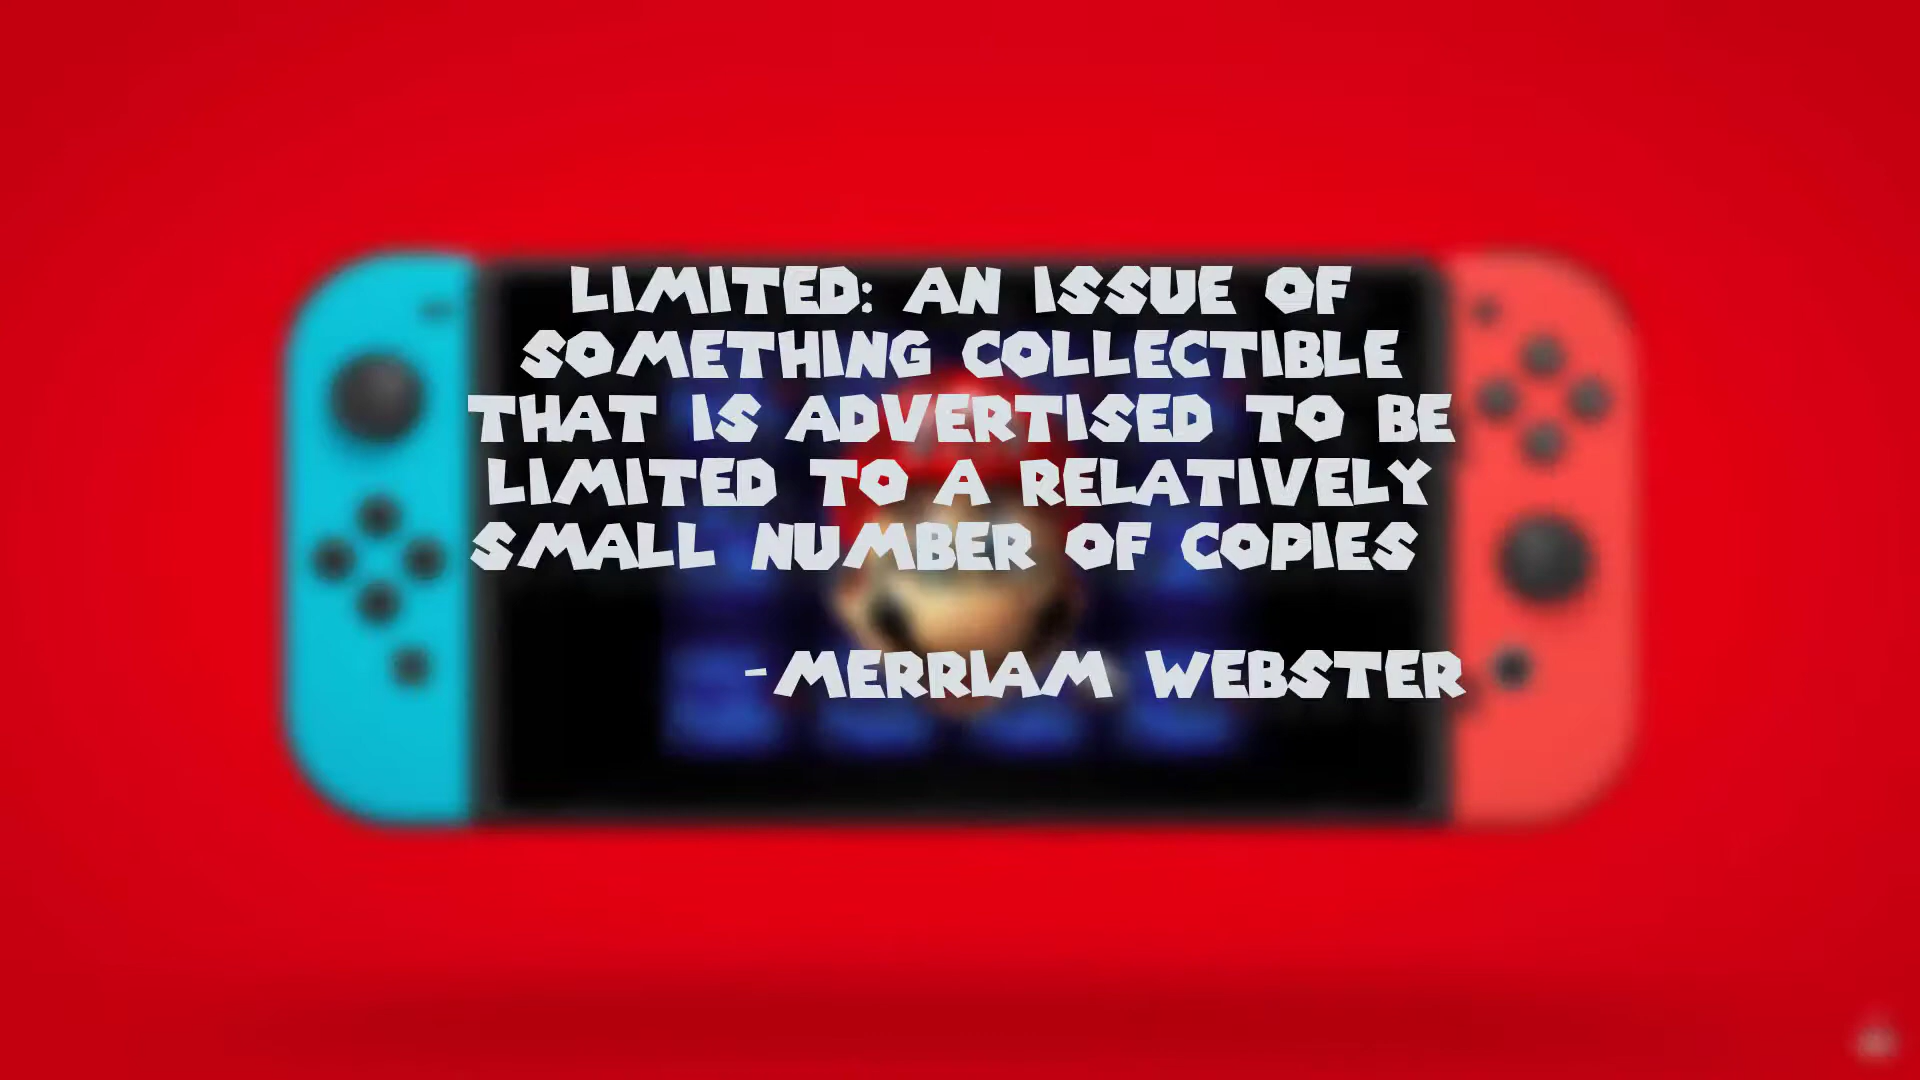 LIMITED: AN ISSUE OF
SOMETHING COLLECTIBLE
THAT IS ADVERTISED TO BE
LIMITED TO A RELATIVELY
SMALL NUMBER OF COPIES
-MERRIAM WEBSTER